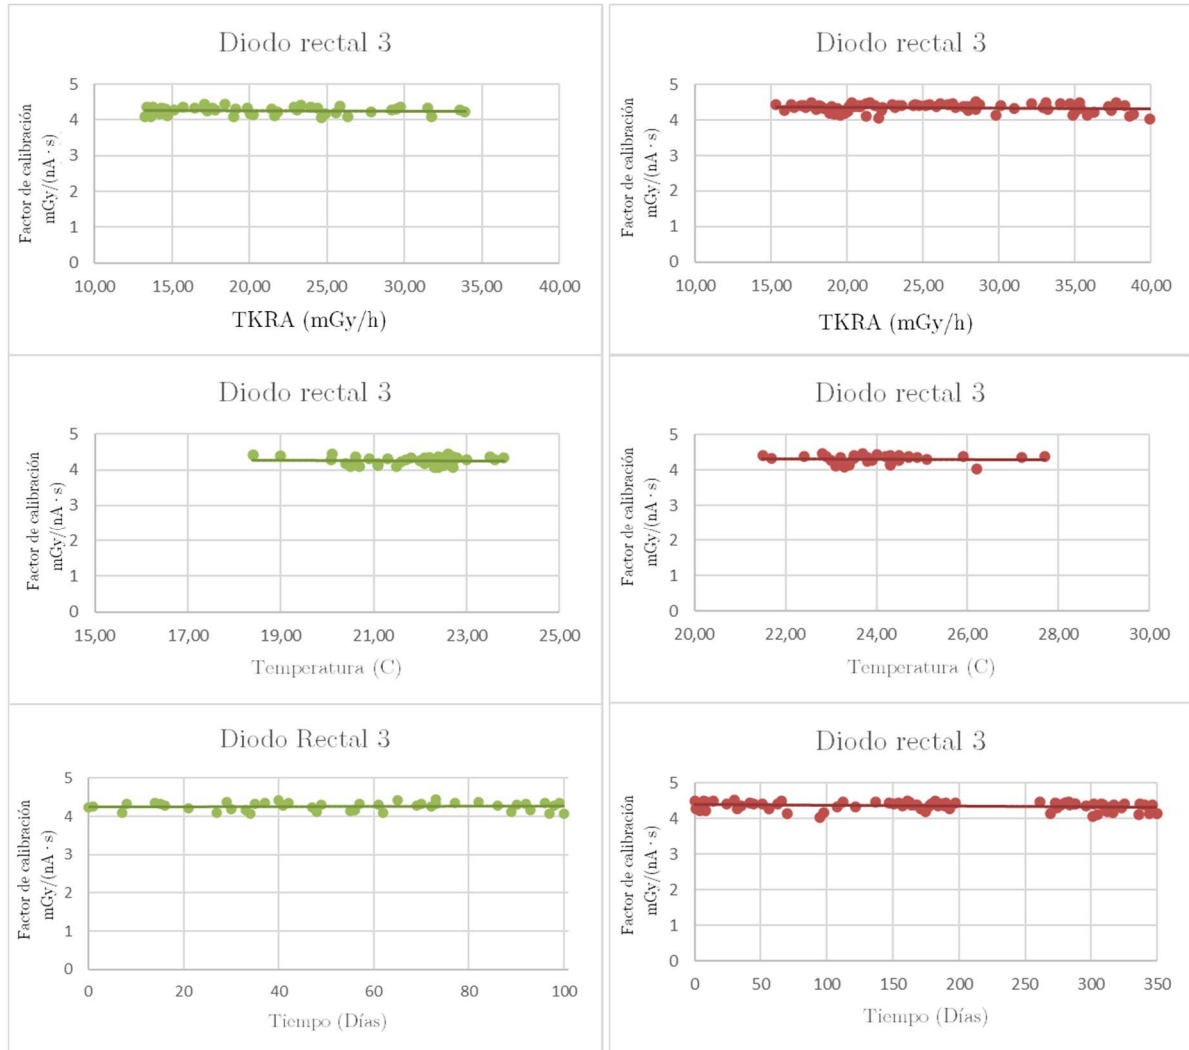 Diodo rectal 3
Factor de calibración
mGy/(nA · s)
5
4
3
2
1
0
10,00 15,00 20,00 25,00 30,00 35,00 40,00
TKRA (mGy/h)
Diodo rectal 3
Factor de calibración
mGy/(nA · s)
5
4
3
2
1
0
10,00 15,00 20,00 25,00 30,00 35,00 40,00
TKRA (mGy/h)
Diodo rectal 3
Factor de calibración
mGy/(nA · s)
5
4
3
2
1
0
15,00 17,00 19,00 21,00 23,00 25,00
Temperatura (C)
Diodo rectal 3
Factor de calibración
mGy/(nA · s)
5
4
3
2
1
0
20,00 22,00 24,00 26,00 28,00 30,00
Temperatura (C)
Diodo Rectal 3
Factor de calibración
mGy/(nA · s)
5
4
3
2
1
0
0 20 40 60 80 100
Tiempo (Días)
Diodo rectal 3
Factor de calibración
mGy/(nA · s)
5
4
3
2
1
0
0 50 100 150 200 250 300 350
Tiempo (Días)